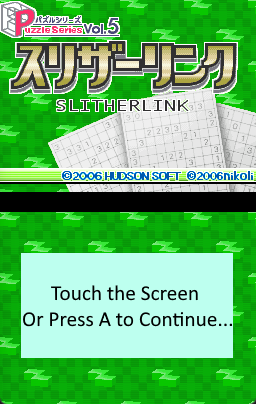 パズルシリーズ
Puzzle Series Vol.5
スリザーリンク
SLITHERLINK
©2006 HUDSON SOFT ©2006nikoli
Touch the Screen
Or Press A to Continue...